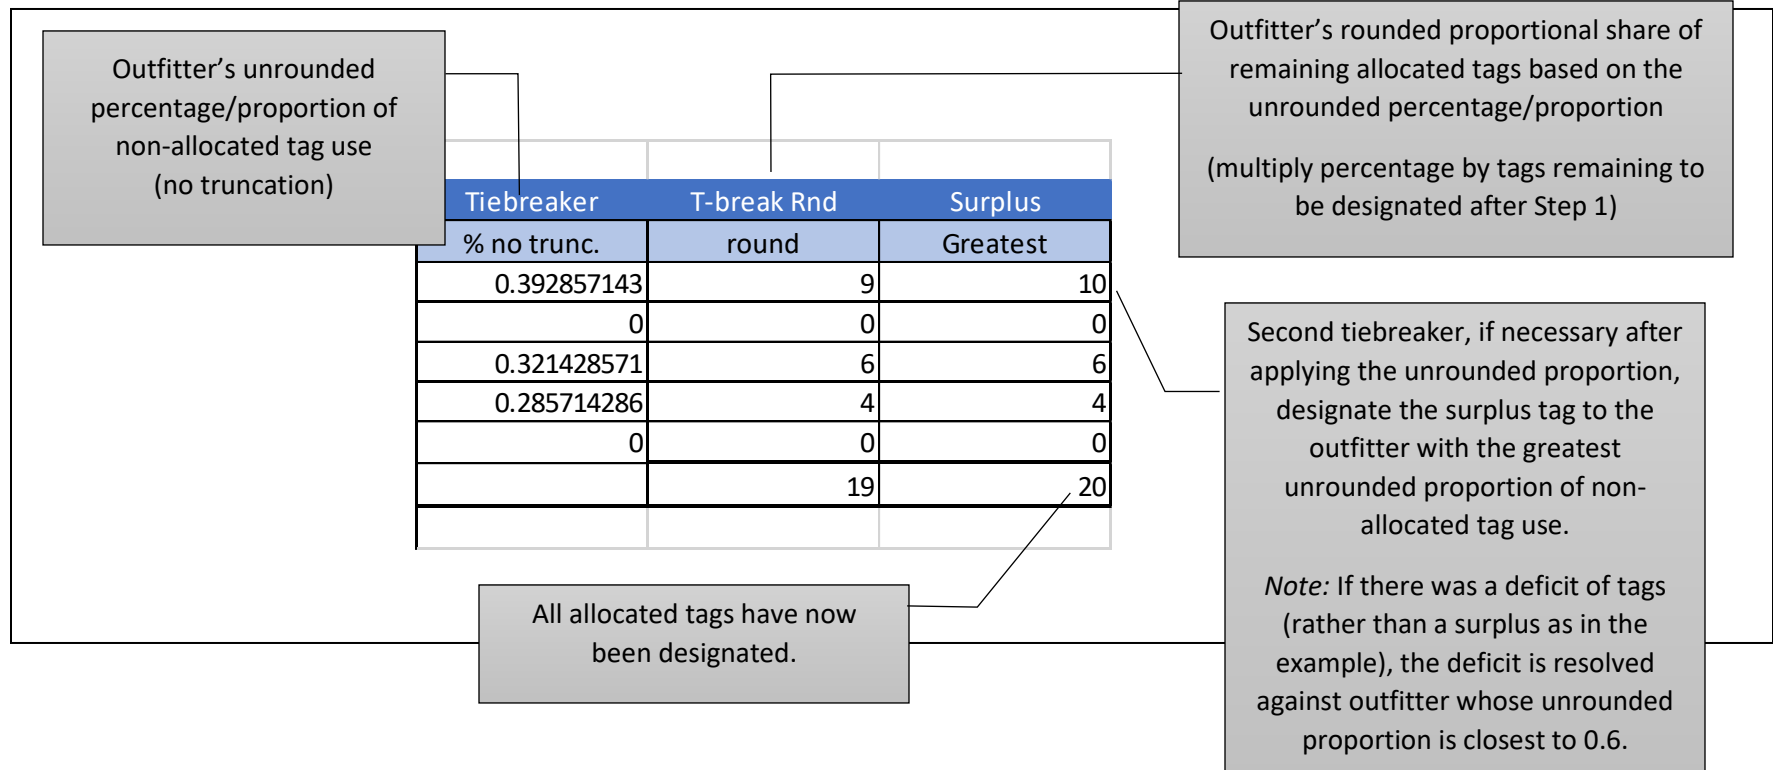 Outfitter’s unrounded
percentage/proportion of
non-allocated tag use
(no truncation)
Outfitter’s rounded proportional share of
remaining allocated tags based on the
unrounded percentage/proportion
(multiply percentage by tags remaining to
be designated after Step 1)
Tiebreaker T-break Rnd Surplus
% no trunc. round Greatest
0.392857143 9 10
0 0 0
0.321428571 6 6
0.285714286 4 4
0 0 0
19 20
Second tiebreaker, if necessary after
applying the unrounded proportion,
designate the surplus tag to the
outfitter with the greatest
unrounded proportion of non-
allocated tag use.
Note: If there was a deficit of tags
(rather than a surplus as in the
example), the deficit is resolved
against outfitter whose unrounded
proportion is closest to 0.6.
All allocated tags have now
been designated.